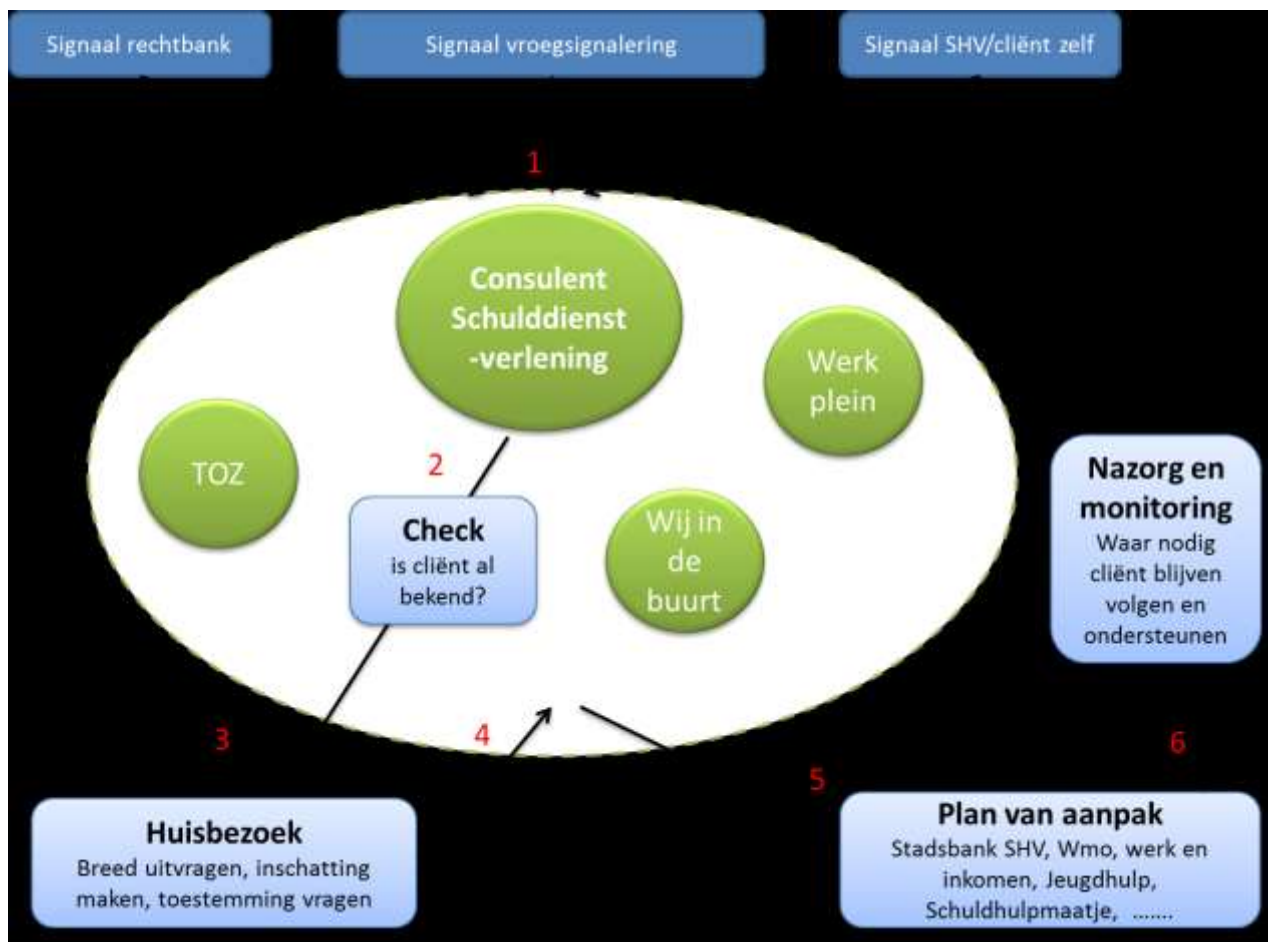 Signaal rechtbank
Signaal vroegsignalering
Signaal SHV/cliënt zelf
1
Consulent
Schulddienst
-verlening
Werk
plein
TOZ
2
Check
is cliënt al
bekend?
Wij in
de
buurt
Nazorg en
monitoring
Waar nodig
cliënt blijven
volgen en
ondersteunen
3
4
5
6
Huisbezoek
Breed uitvragen, inschatting
maken, toestemming vragen
Plan van aanpak
Stadsbank SHV, Wmo, werk en
inkomen, Jeugdhulp,
Schuldhulpmaatje, .......